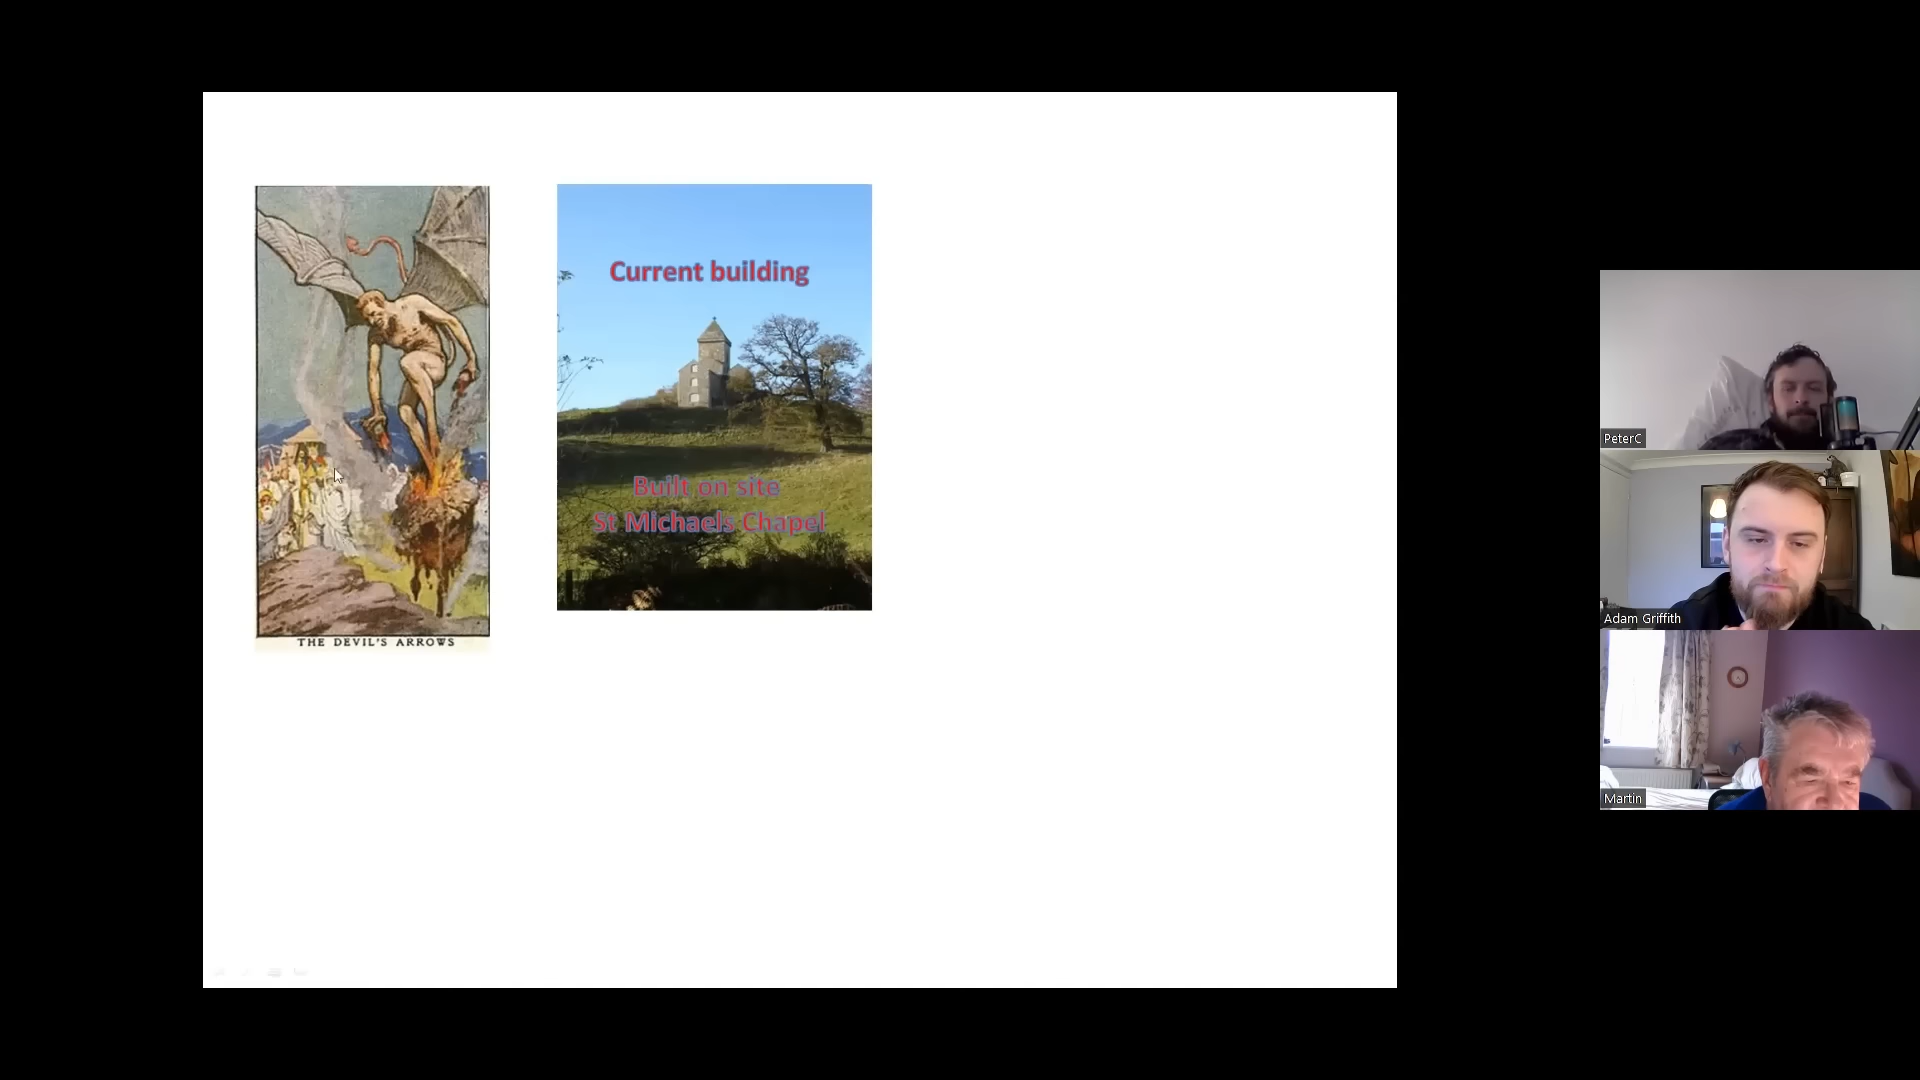 Current building
Built on site
St Michaels Chapel
THE DEVIL'S ARROWS
PeterC
Adam Griffith
Martin